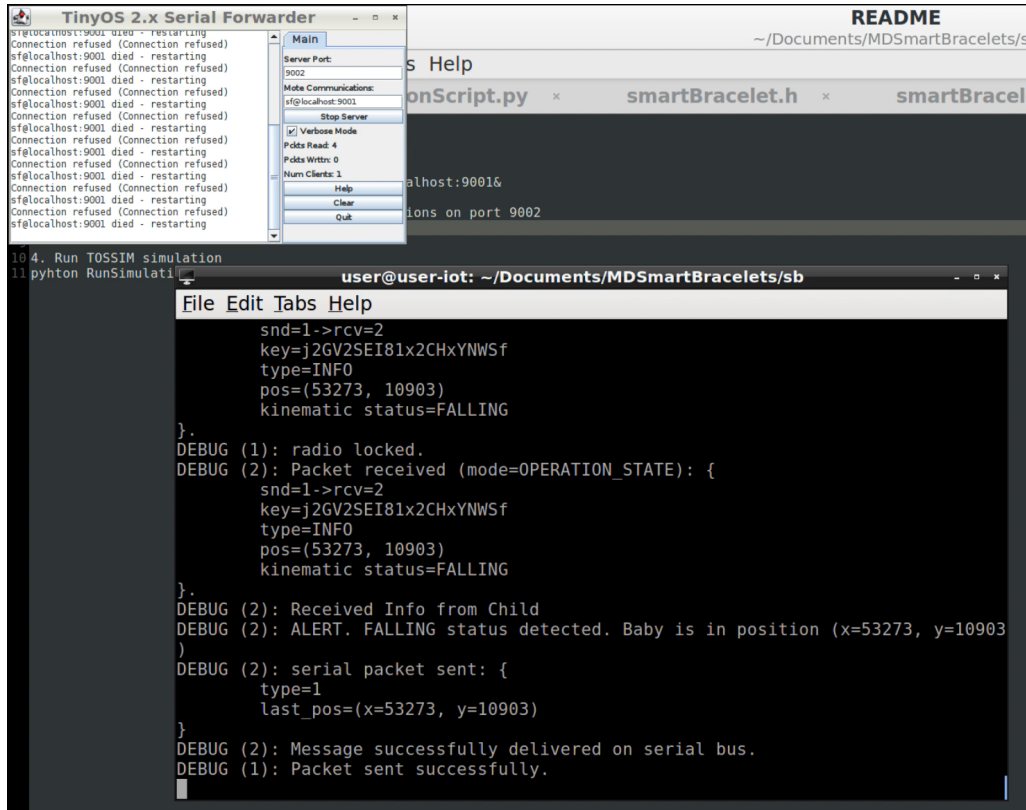 TinyOS 2.x Serial Forwarder
sf@localhost:9001 died - restarting
Connection refused (Connection refused)
sf@localhost:9001 died - restarting
Connection refused (Connection refused)
sf@localhost:9001 died - restarting
Connection refused (Connection refused)
sf@localhost:9001 died - restarting
Connection refused (Connection refused)
sf@localhost:9001 died - restarting
Connection refused (Connection refused)
sf@localhost:9001 died - restarting
Connection refused (Connection refused)
sf@localhost:9001 died - restarting
Connection refused (Connection refused)
sf@localhost:9001 died - restarting
Connection refused (Connection refused)
sf@localhost:9001 died - restarting
Main
Server Port:
9002
Mote Communications:
sf@localhost:9001
Stop Server
Verbose Mode
Pckts Read: 4
Pckts Wrttn: 0
Num Clients: 1
Help
Clear
Quit
README
~/Documents/MDSmartBracelets/s
s Help
onScript.py
smartBracelet.h
smartBracel
alhost:9001&
ions on port 9002
10 4. Run TOSSIM simulation
11 pyhton RunSimulati
user@user-iot: ~/Documents/MDSmartBracelets/sb
File Edit Tabs Help
snd=1->rcv=2
key=j2GV2SEI81x2CHxYNWSf
type=INFO
pos=(53273, 10903)
kinematic status=FALLING
}.
DEBUG (1): radio locked.
DEBUG (2): Packet received (mode=OPERATION_STATE): {
snd=1->rcv=2
key=j2GV2SEI81x2CHxYNWSf
type=INFO
pos=(53273, 10903)
kinematic status=FALLING
}.
DEBUG (2): Received Info from Child
DEBUG (2): ALERT. FALLING status detected. Baby is in position (x=53273, y=10903
)
DEBUG (2): serial packet sent: {
type=1
last_pos=(x=53273, y=10903)
}
DEBUG (2): Message successfully delivered on serial bus.
DEBUG (1): Packet sent successfully.